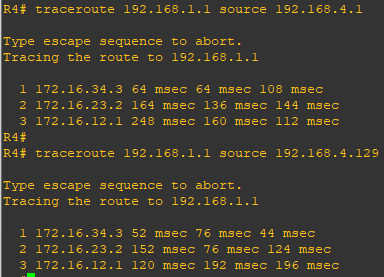 R4# traceroute 192.168.1.1 source 192.168.4.1
Type escape sequence to abort.
Tracing the route to 192.168.1.1
1 172.16.34.3 64 msec 64 msec 108 msec
2 172.16.23.2 164 msec 136 msec 144 msec
3 172.16.12.1 248 msec 160 msec 112 msec
R4#
R4# traceroute 192.168.1.1 source 192.168.4.129
Type escape sequence to abort.
Tracing the route to 192.168.1.1
1 172.16.34.3 52 msec 76 msec 44 msec
2 172.16.23.2 152 msec 76 msec 124 msec
3 172.16.12.1 120 msec 192 msec 196 msec